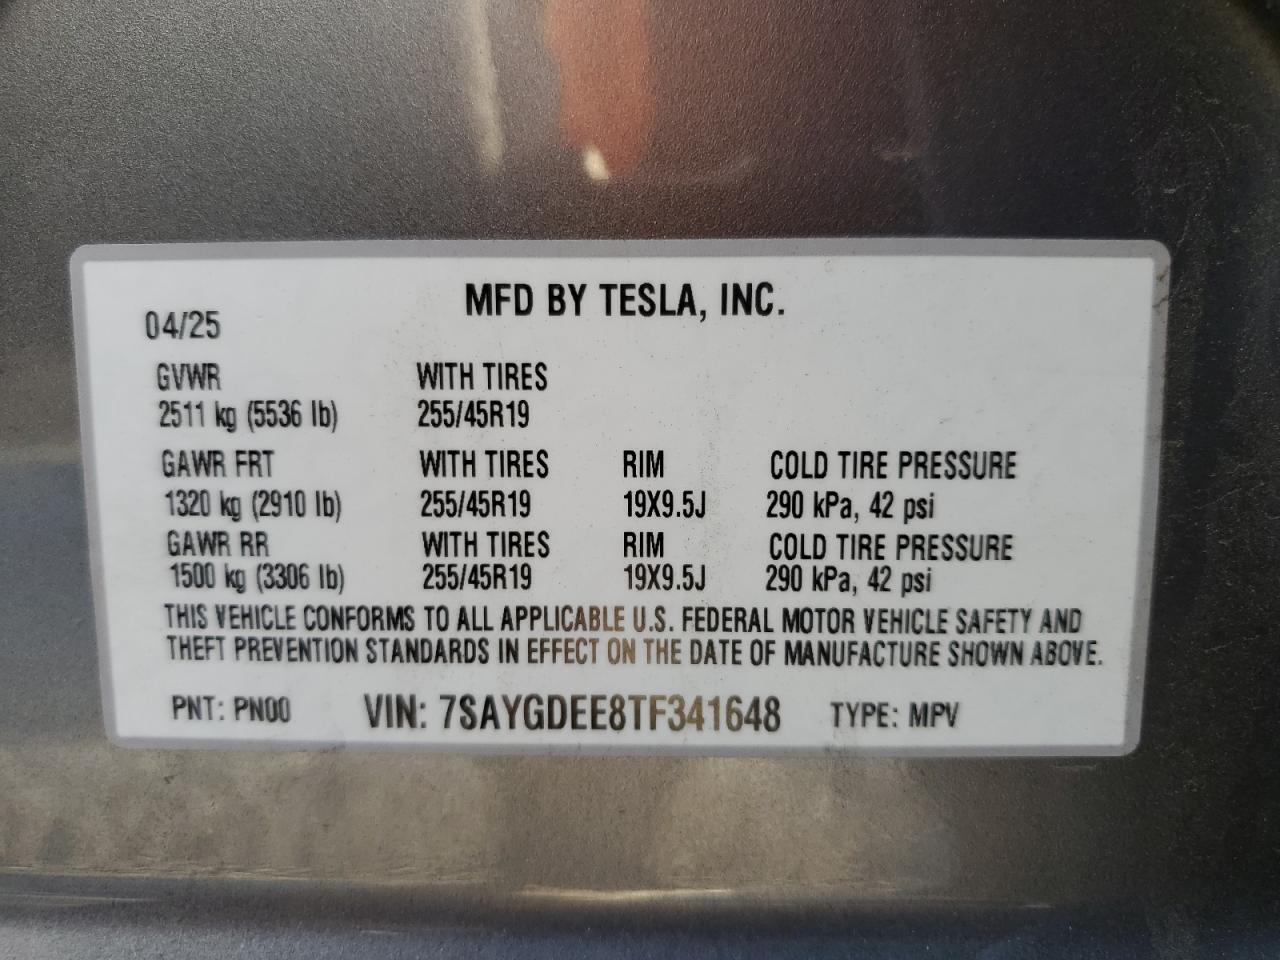 MFD BY TESLA, INC.
04/25
GVWR WITH TIRES
2511 kg (5536 lb) 255/45R19
GAWR FRT WITH TIRES RIM COLD TIRE PRESSURE
1320 kg (2910 lb) 255/45R19 19X9.5J 290 kPa, 42 psi
GAWR RR WITH TIRES RIM COLD TIRE PRESSURE
1500 kg (3306 lb) 255/45R19 19X9.5J 290 kPa, 42 psi
THIS VEHICLE CONFORMS TO ALL APPLICABLE U.S. FEDERAL MOTOR VEHICLE SAFETY AND
THEFT PREVENTION STANDARDS IN EFFECT ON THE DATE OF MANUFACTURE SHOWN ABOVE.
PNT: PN00 VIN: 7SAYGDEE8TF341648 TYPE: MPV